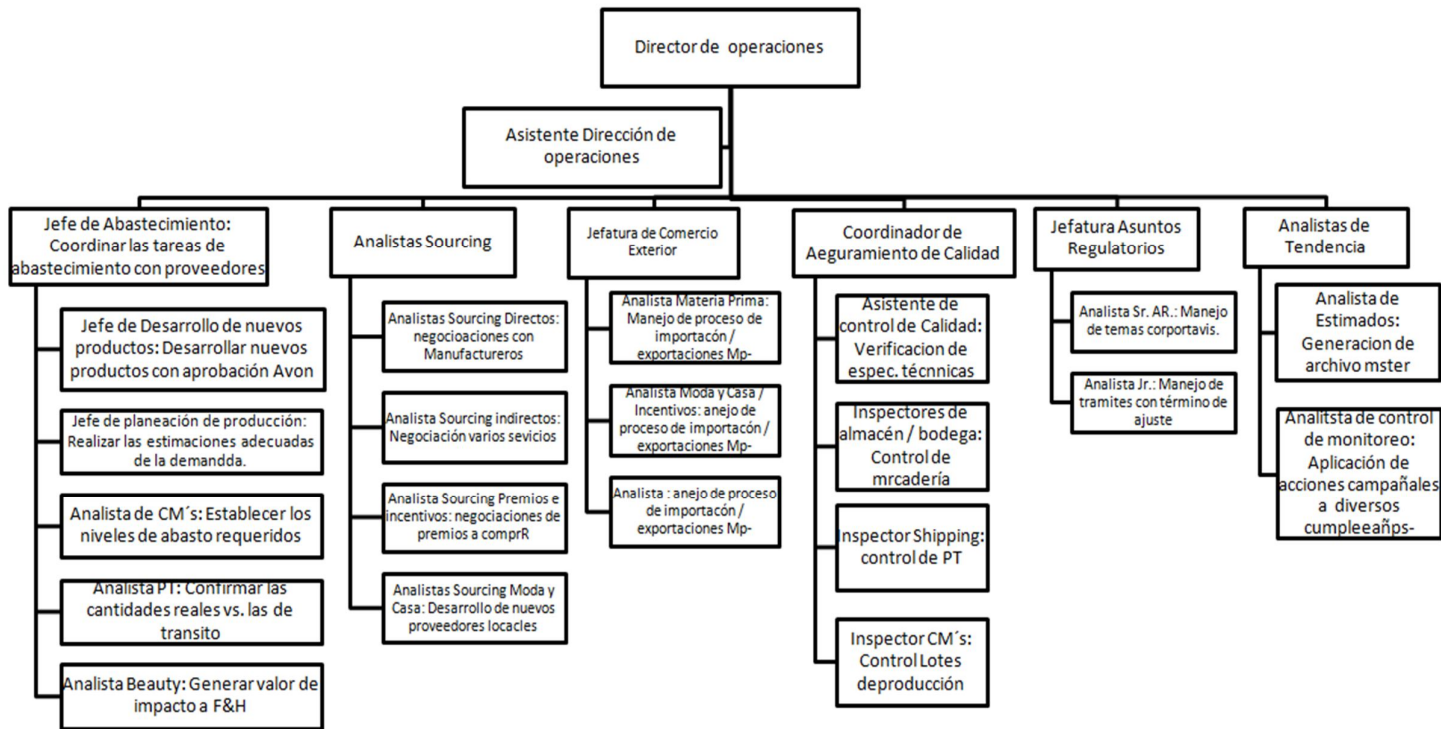 Director de operaciones
Asistente Dirección de
operaciones
Jefe de Abastecimiento:
Coordinar las tareas de
abastecimiento con proveedores
Jefe de Desarrollo de nuevos
productos: Desarrollar nuevos
productos con aprobación Avon
Jefe de planeación de producción:
Realizar las estimaciones adecuadas
de la demandda.
Analista de CM´s: Establecer los
niveles de abasto requeridos
Analista PT: Confirmar las
cantidades reales vs. las de
transito
Analista Beauty: Generar valor de
impacto a F&H
Analistas Sourcing
Analistas Sourcing Directos:
negocioaciones con
Manufactureros
Analista Sourcing indirectos:
Negociación varios sevicios
Analista Sourcing Premios e
incentivos: negociaciones de
premios a comprR
Analistas Sourcing Moda y
Casa: Desarrollo de nuevos
proveedores locacles
Jefatura de Comercio
Exterior
Analista Materia Prima:
Manejo de proceso de
importacón /
exportaciones Mp-
Analista Moda y Casa /
Incentivos: anejo de
proceso de importacón /
exportaciones Mp-
Analista : anejo de proceso
de importacón /
exportaciones Mp-
Coordinador de
Aeguramiento de Calidad
Asistente de
control de Calidad:
Verificacion de
espec. técnnicas
Inspectores de
almacén / bodega:
Control de
mrcadería
Inspector Shipping:
control de PT
Inspector CM´s:
Control Lotes
deproducción
Jefatura Asuntos
Regulatorios
Analista Sr. AR.: Manejo
de temas corportavis.
Analista Jr.: Manejo de
tramites con término de
ajuste
Analistas de
Tendencia
Analista de
Estimados:
Generacion de
archivo mster
Analitsta de control
de monitoreo:
Aplicación de
acciones campañales
a diversos
cumpleeañps-